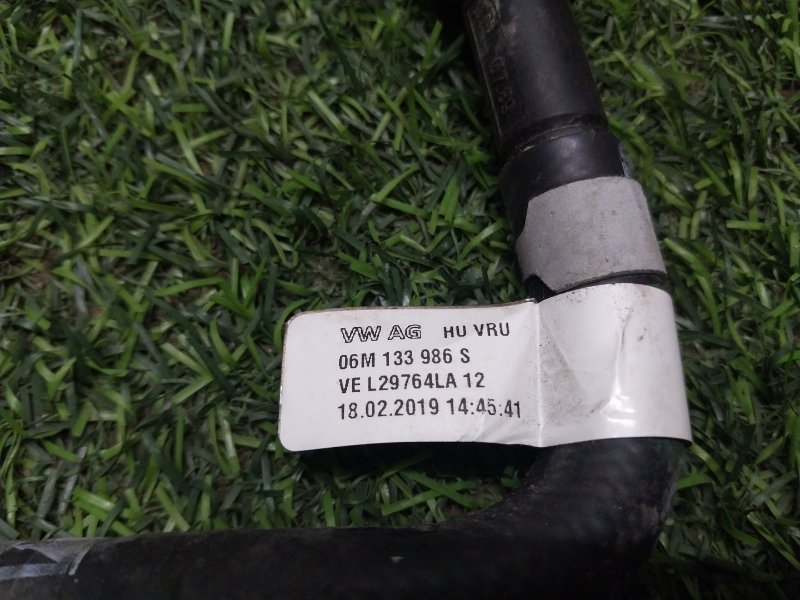 VW AG HU VRU
06M 133 986 S
VE L29764LA 12
18.02.2019 14:45:41